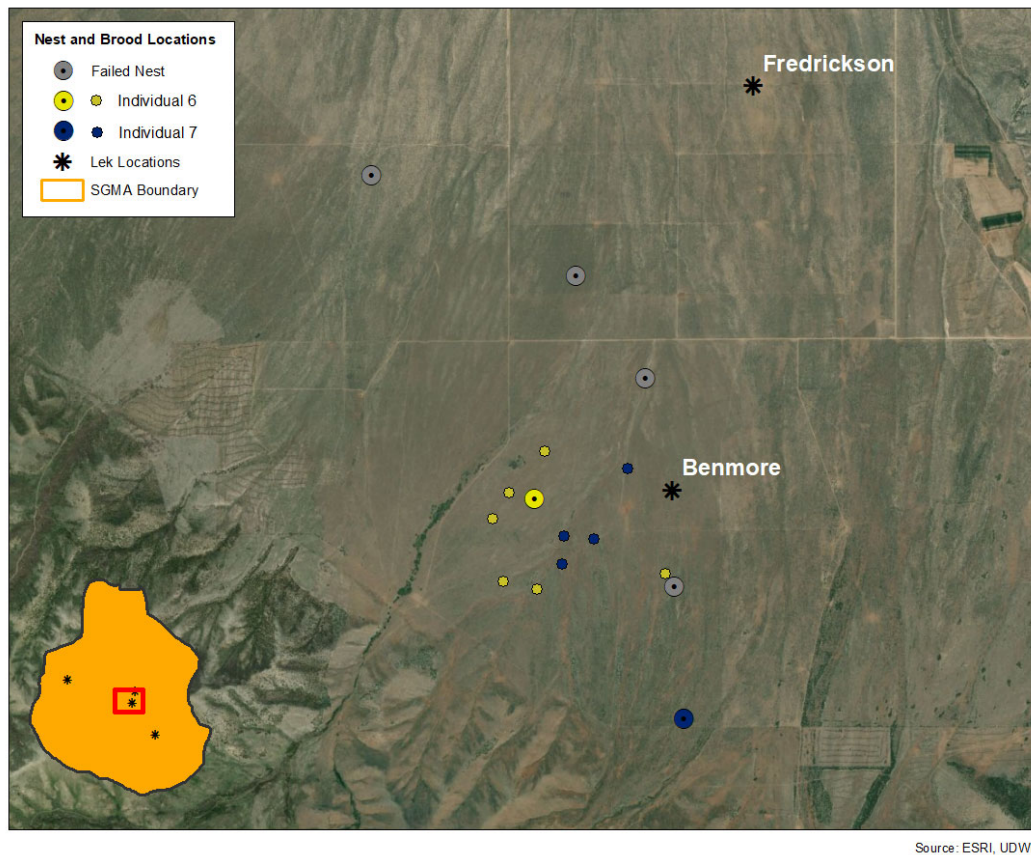 Nest and Brood Locations
Failed Nest
Individual 6
Individual 7
Lek Locations
SGMA Boundary
Fredrickson
Benmore
Source: ESRI, UDW